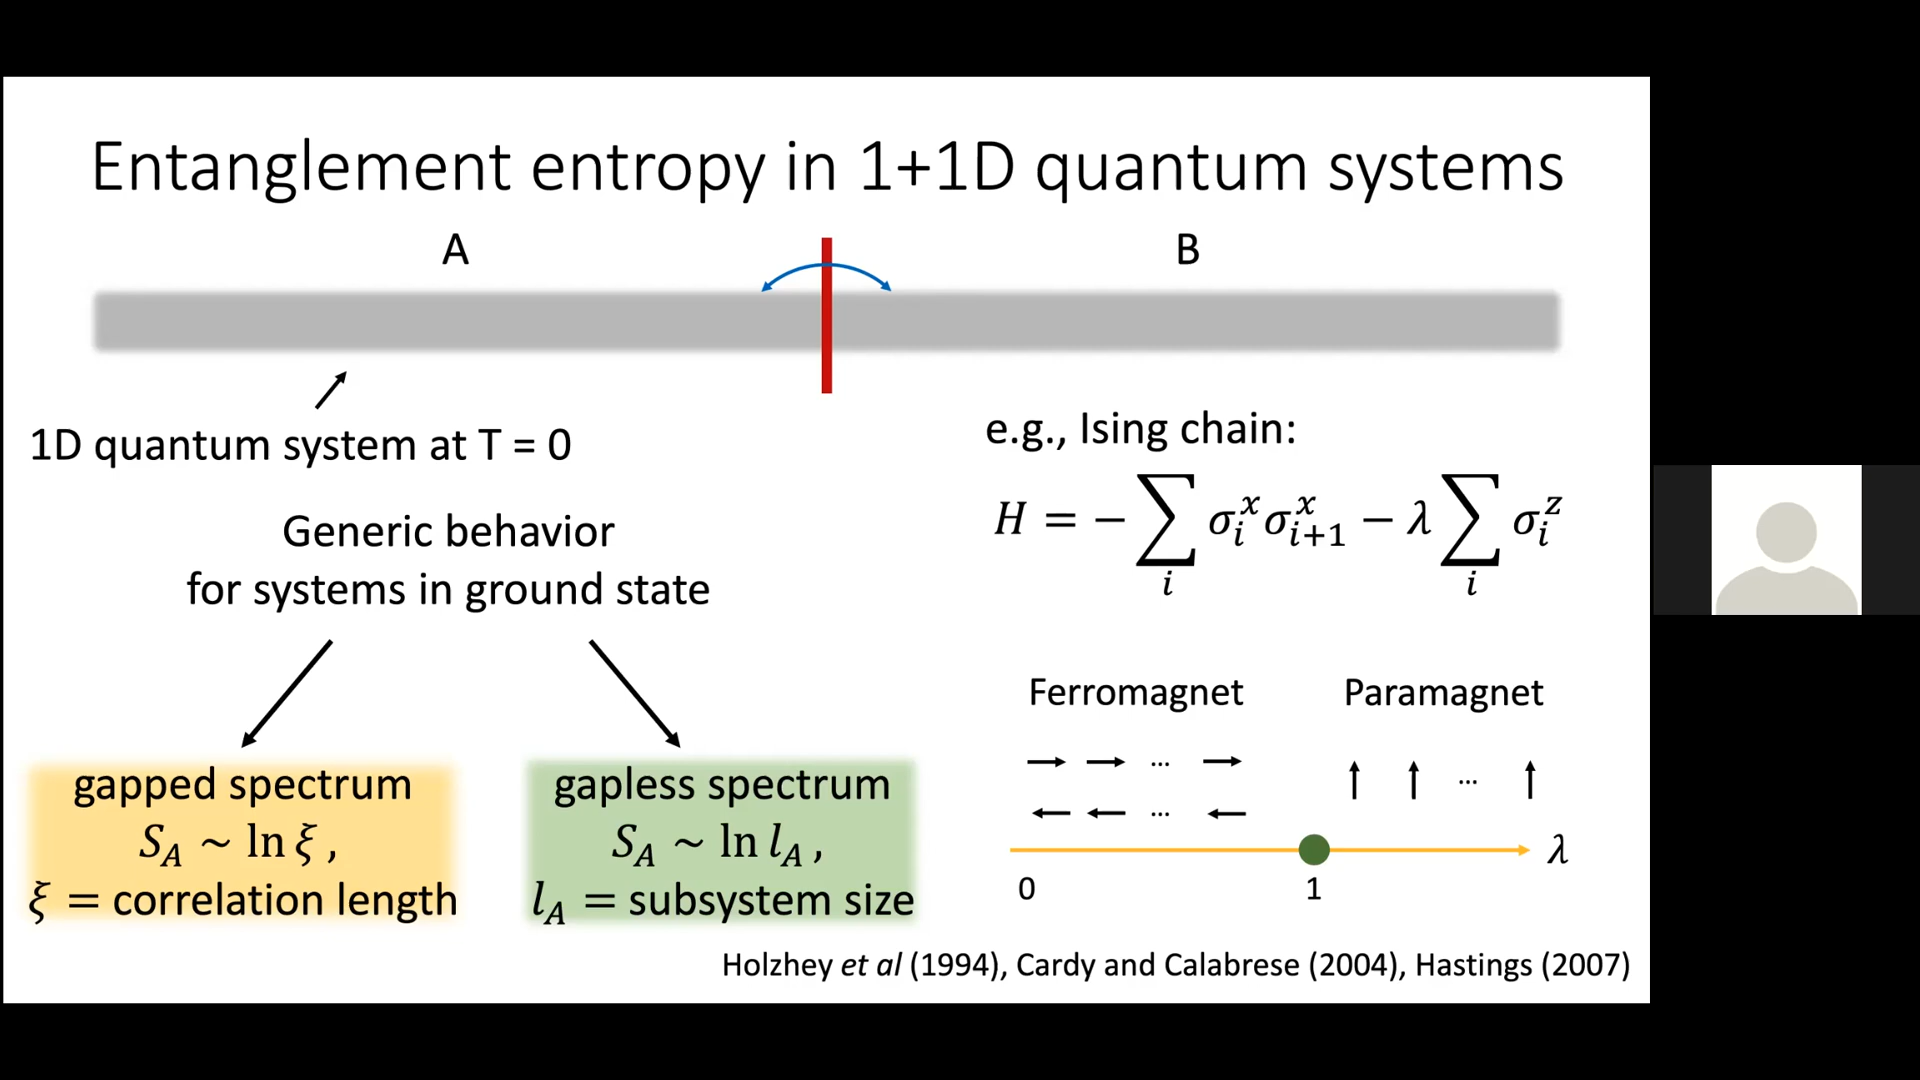 Entanglement entropy in 1+1D quantum systems
A
B
1D quantum system at T = 0
Generic behavior
for systems in ground state
gapped spectrum
S_A ~ ln ξ ,
ξ = correlation length
gapless spectrum
S_A ~ ln l_A ,
l_A = subsystem size
e.g., Ising chain:
H = − ∑_i σ_i^x σ_{i+1}^x − λ ∑_i σ_i^z
Ferromagnet
Paramagnet
→ → ... →
← ← ... ←
↑ ↑ ... ↑
λ
0
1
Holzhey et al (1994), Cardy and Calabrese (2004), Hastings (2007)